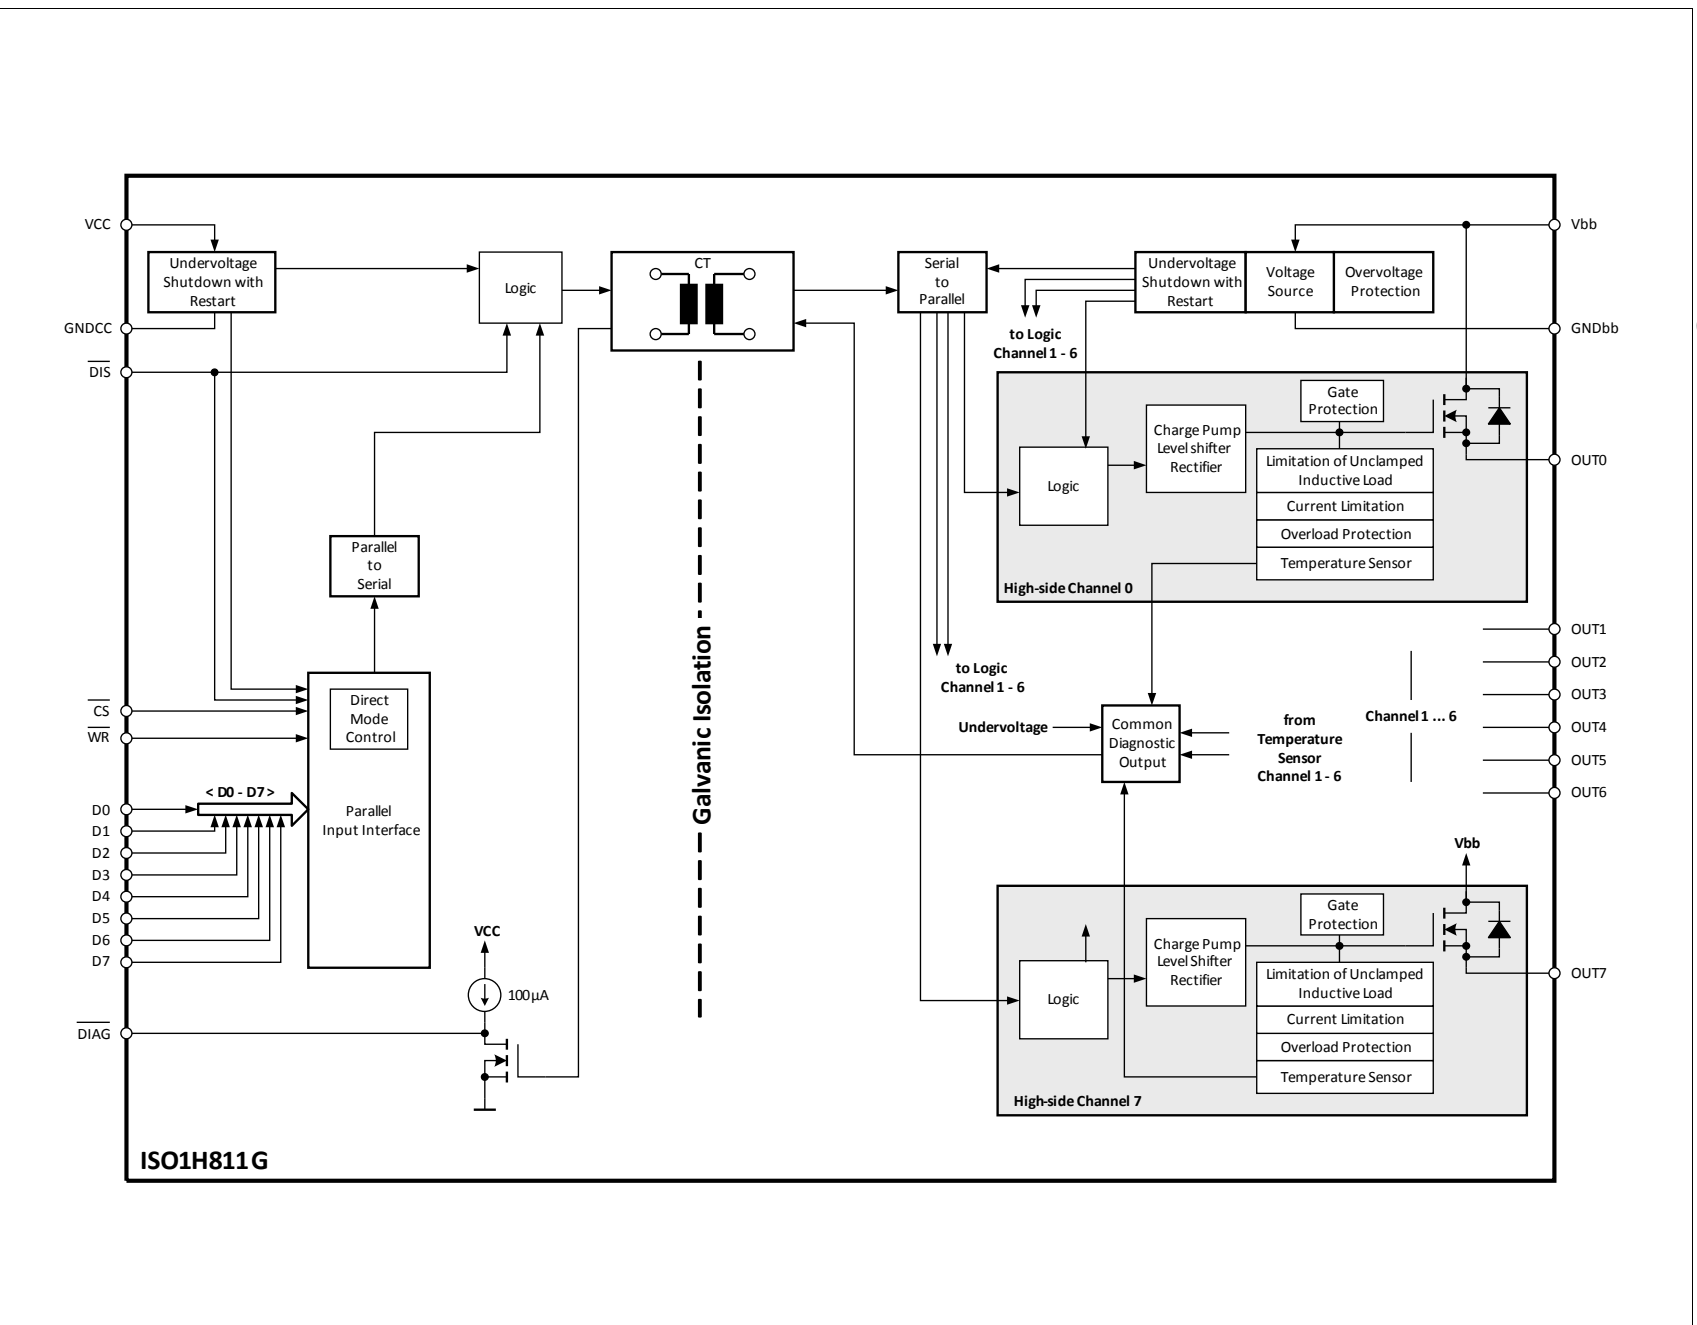 VCC
GNDCC
DIS
CS
WR
D0
D1
D2
D3
D4
D5
D6
D7
DIAG
Undervoltage
Shutdown with
Restart
Logic
CT
Parallel
to
Serial
Direct
Mode
Control
< D0 - D7 >
Parallel
Input Interface
VCC
100µA
Galvanic Isolation
Serial
to
Parallel
Undervoltage
Shutdown with
Restart
Voltage
Source
Overvoltage
Protection
to Logic
Channel 1 - 6
Gate
Protection
Charge Pump
Level shifter
Rectifier
Logic
Limitation of Unclamped
Inductive Load
Current Limitation
Overload Protection
Temperature Sensor
High-side Channel 0
to Logic
Channel 1 - 6
Undervoltage
Common
Diagnostic
Output
from
Temperature
Sensor
Channel 1 - 6
Channel 1 ... 6
Vbb
Gate
Protection
Charge Pump
Level Shifter
Rectifier
Logic
Limitation of Unclamped
Inductive Load
Current Limitation
Overload Protection
Temperature Sensor
High-side Channel 7
Vbb
GNDbb
OUT0
OUT1
OUT2
OUT3
OUT4
OUT5
OUT6
OUT7
ISO1H811G